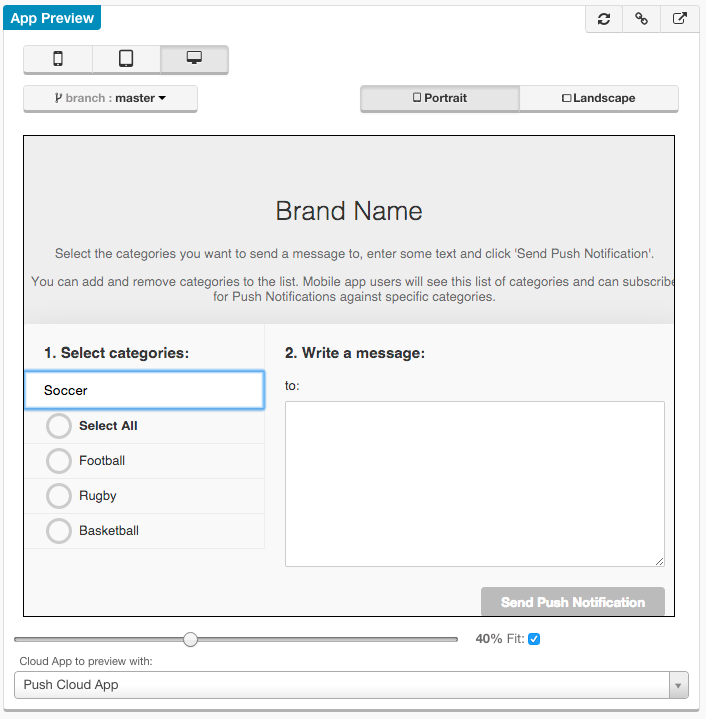 App Preview
branch : master
Portrait
Landscape
Brand Name
Select the categories you want to send a message to, enter some text and click 'Send Push Notification'.
You can add and remove categories to the list. Mobile app users will see this list of categories and can subscribe
for Push Notifications against specific categories.
1. Select categories:
2. Write a message:
Soccer
to:
Select All
Football
Rugby
Basketball
Send Push Notification
40% Fit:
Cloud App to preview with:
Push Cloud App